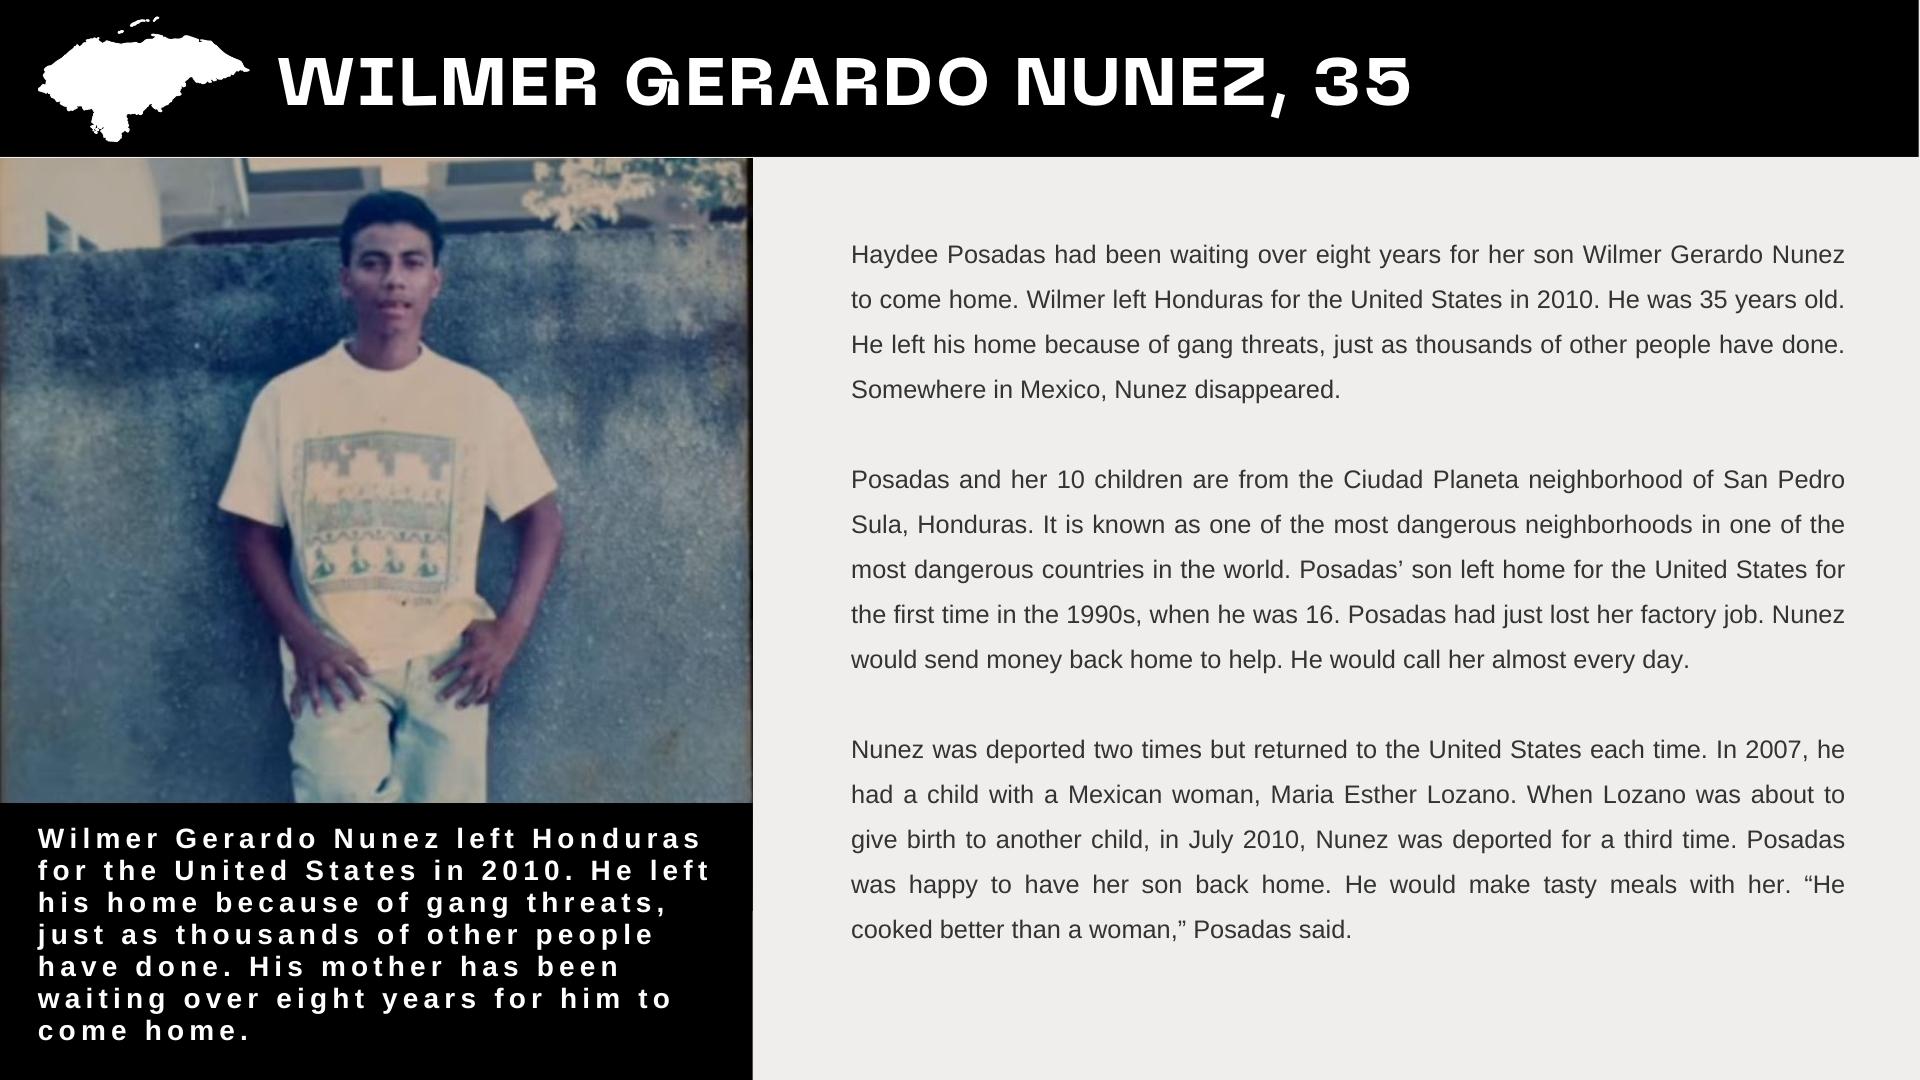 WILMER GERARDO NUNEZ, 35
Haydee Posadas had been waiting over eight years for her son Wilmer Gerardo Nunez
to come home. Wilmer left Honduras for the United States in 2010. He was 35 years old.
He left his home because of gang threats, just as thousands of other people have done.
Somewhere in Mexico, Nunez disappeared.
Posadas and her 10 children are from the Ciudad Planeta neighborhood of San Pedro
Sula, Honduras. It is known as one of the most dangerous neighborhoods in one of the
most dangerous countries in the world. Posadas’ son left home for the United States for
the first time in the 1990s, when he was 16. Posadas had just lost her factory job. Nunez
would send money back home to help. He would call her almost every day.
Nunez was deported two times but returned to the United States each time. In 2007, he
had a child with a Mexican woman, Maria Esther Lozano. When Lozano was about to
give birth to another child, in July 2010, Nunez was deported for a third time. Posadas
was happy to have her son back home. He would make tasty meals with her. “He
cooked better than a woman,” Posadas said.
Wilmer Gerardo Nunez left Honduras
for the United States in 2010. He left
his home because of gang threats,
just as thousands of other people
have done. His mother has been
waiting over eight years for him to
come home.